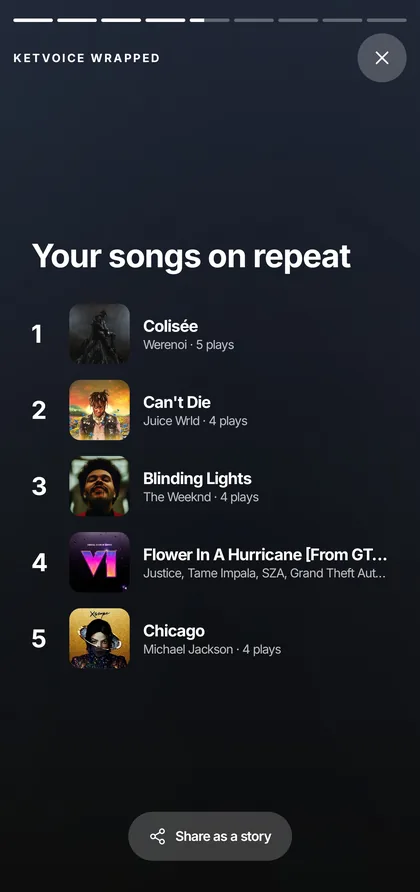 KETVOICE WRAPPED
Your songs on repeat
1
Colisée
Werenoi · 5 plays
2
Can't Die
Juice Wrld · 4 plays
3
Blinding Lights
The Weeknd · 4 plays
4
VI
Flower In A Hurricane [From GT...
Justice, Tame Impala, SZA, Grand Theft Aut...
5
Xscape
Chicago
Michael Jackson · 4 plays
Share as a story